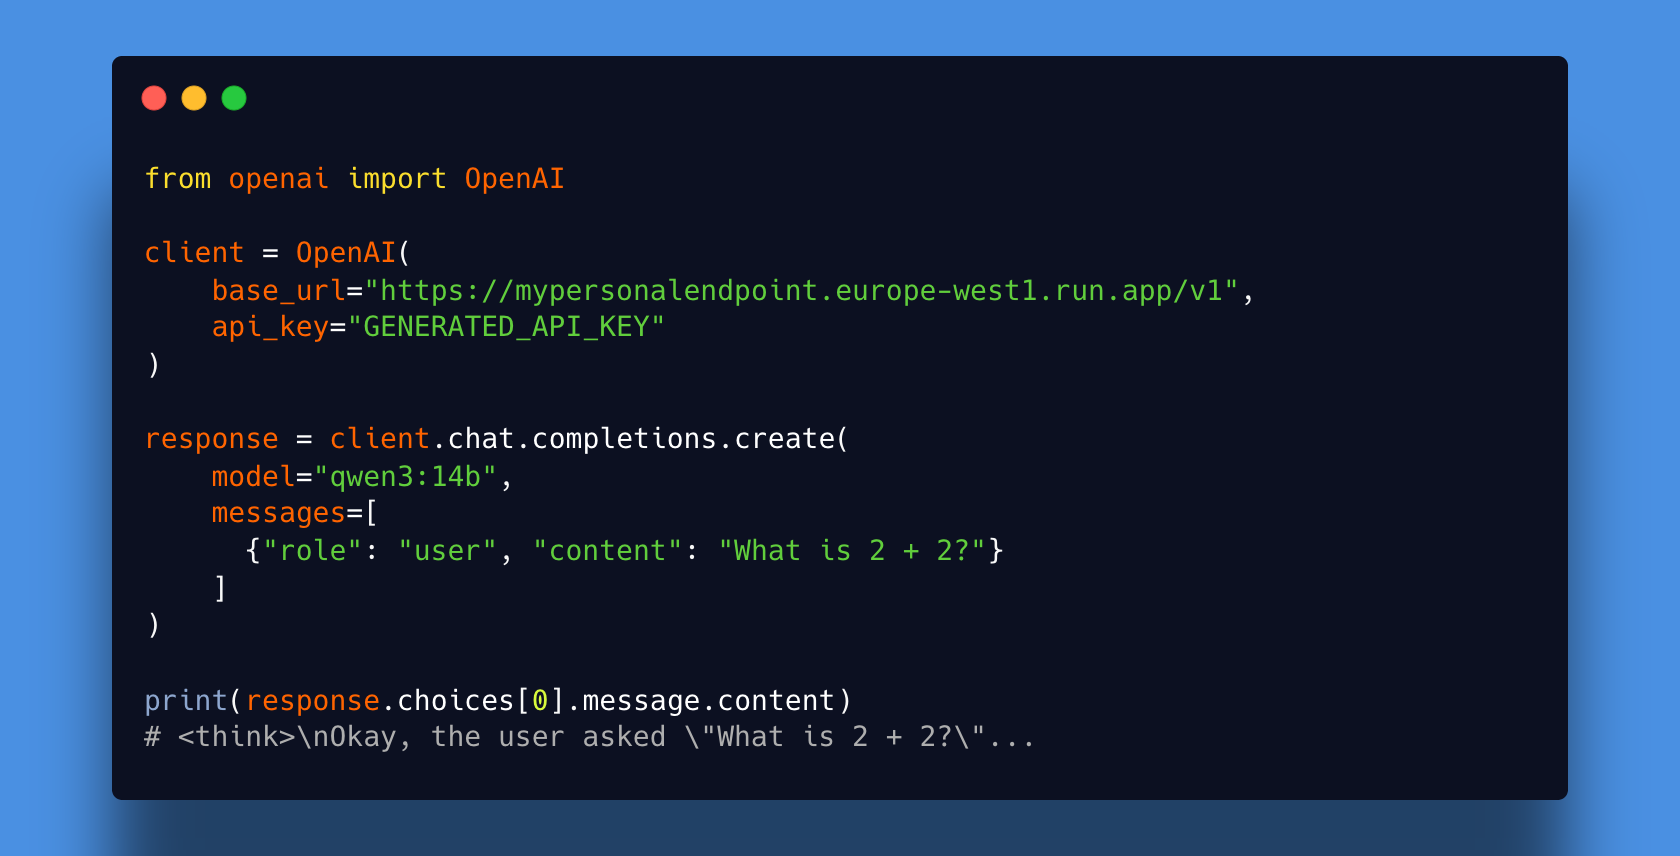 from openai import OpenAI
client = OpenAI(
base_url="https://mypersonalendpoint.europe-west1.run.app/v1",
api_key="GENERATED_API_KEY"
)
response = client.chat.completions.create(
model="qwen3:14b",
messages=[
{"role": "user", "content": "What is 2 + 2?"}
]
)
print(response.choices[0].message.content)
# <think>\nOkay, the user asked \"What is 2 + 2?\"...